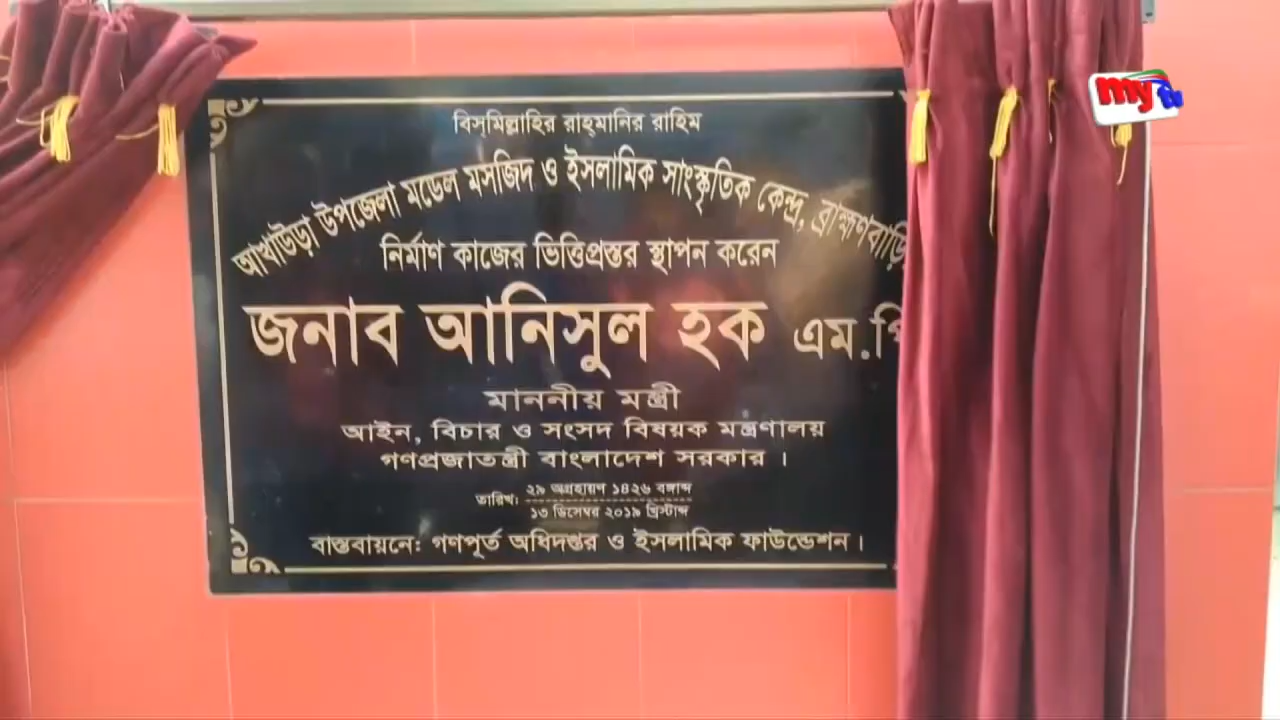 বিস্‌মিল্লাহির রাহ্‌মানির রাহিম
আখাউড়া উপজেলা মডেল মসজিদ ও ইসলামিক সাংস্কৃতিক কেন্দ্র, ব্রাহ্মণবাড়ি
নির্মাণ কাজের ভিত্তিপ্রস্তর স্থাপন করেন
জনাব আনিসুল হক এম.পি
মাননীয় মন্ত্রী
আইন, বিচার ও সংসদ বিষয়ক মন্ত্রণালয়
গণপ্রজাতন্ত্রী বাংলাদেশ সরকার ।
তারিখ: ২৯ অগ্রহায়ণ ১৪২৬ বঙ্গাব্দ
১৩ ডিসেম্বর ২০১৯ খ্রিস্টাব্দ
বাস্তবায়নে: গণপূর্ত অধিদপ্তর ও ইসলামিক ফাউন্ডেশন।
my tv